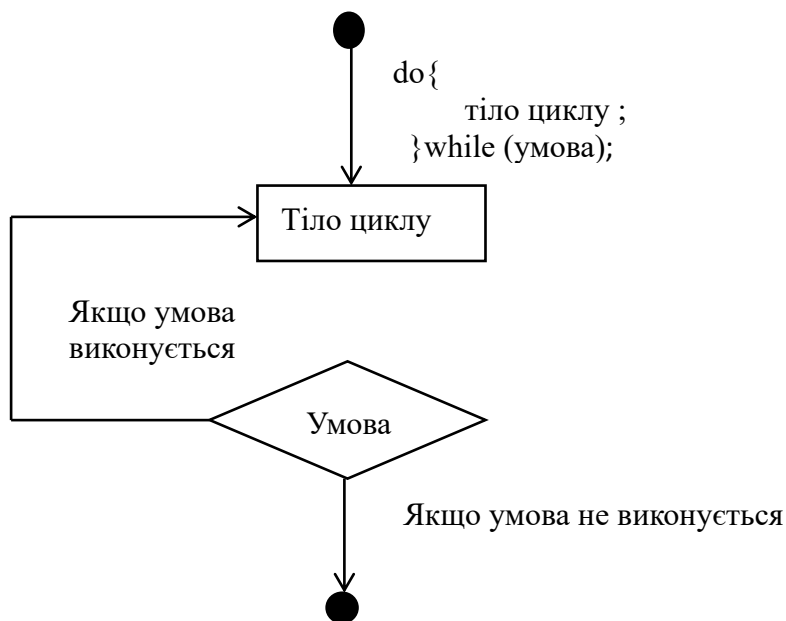 do{
тіло циклу ;
}while (умова);
Тіло циклу
Якщо умова
виконується
Умова
Якщо умова не виконується